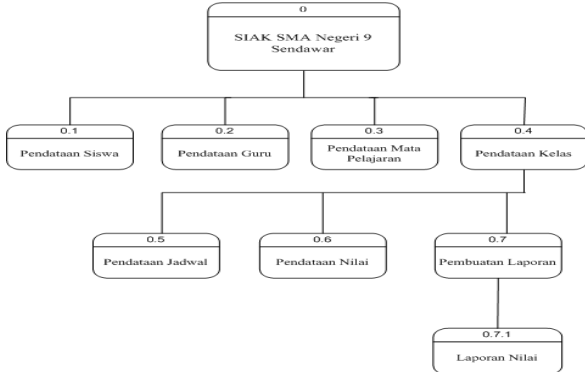 0
SIAK SMA Negeri 9
Sendawar
0.1
Pendataan Siswa
0.2
Pendataan Guru
0.3
Pendataan Mata
Pelajaran
0.4
Pendataan Kelas
0.5
Pendataan Jadwal
0.6
Pendataan Nilai
0.7
Pembuatan Laporan
0.7.1
Laporan Nilai